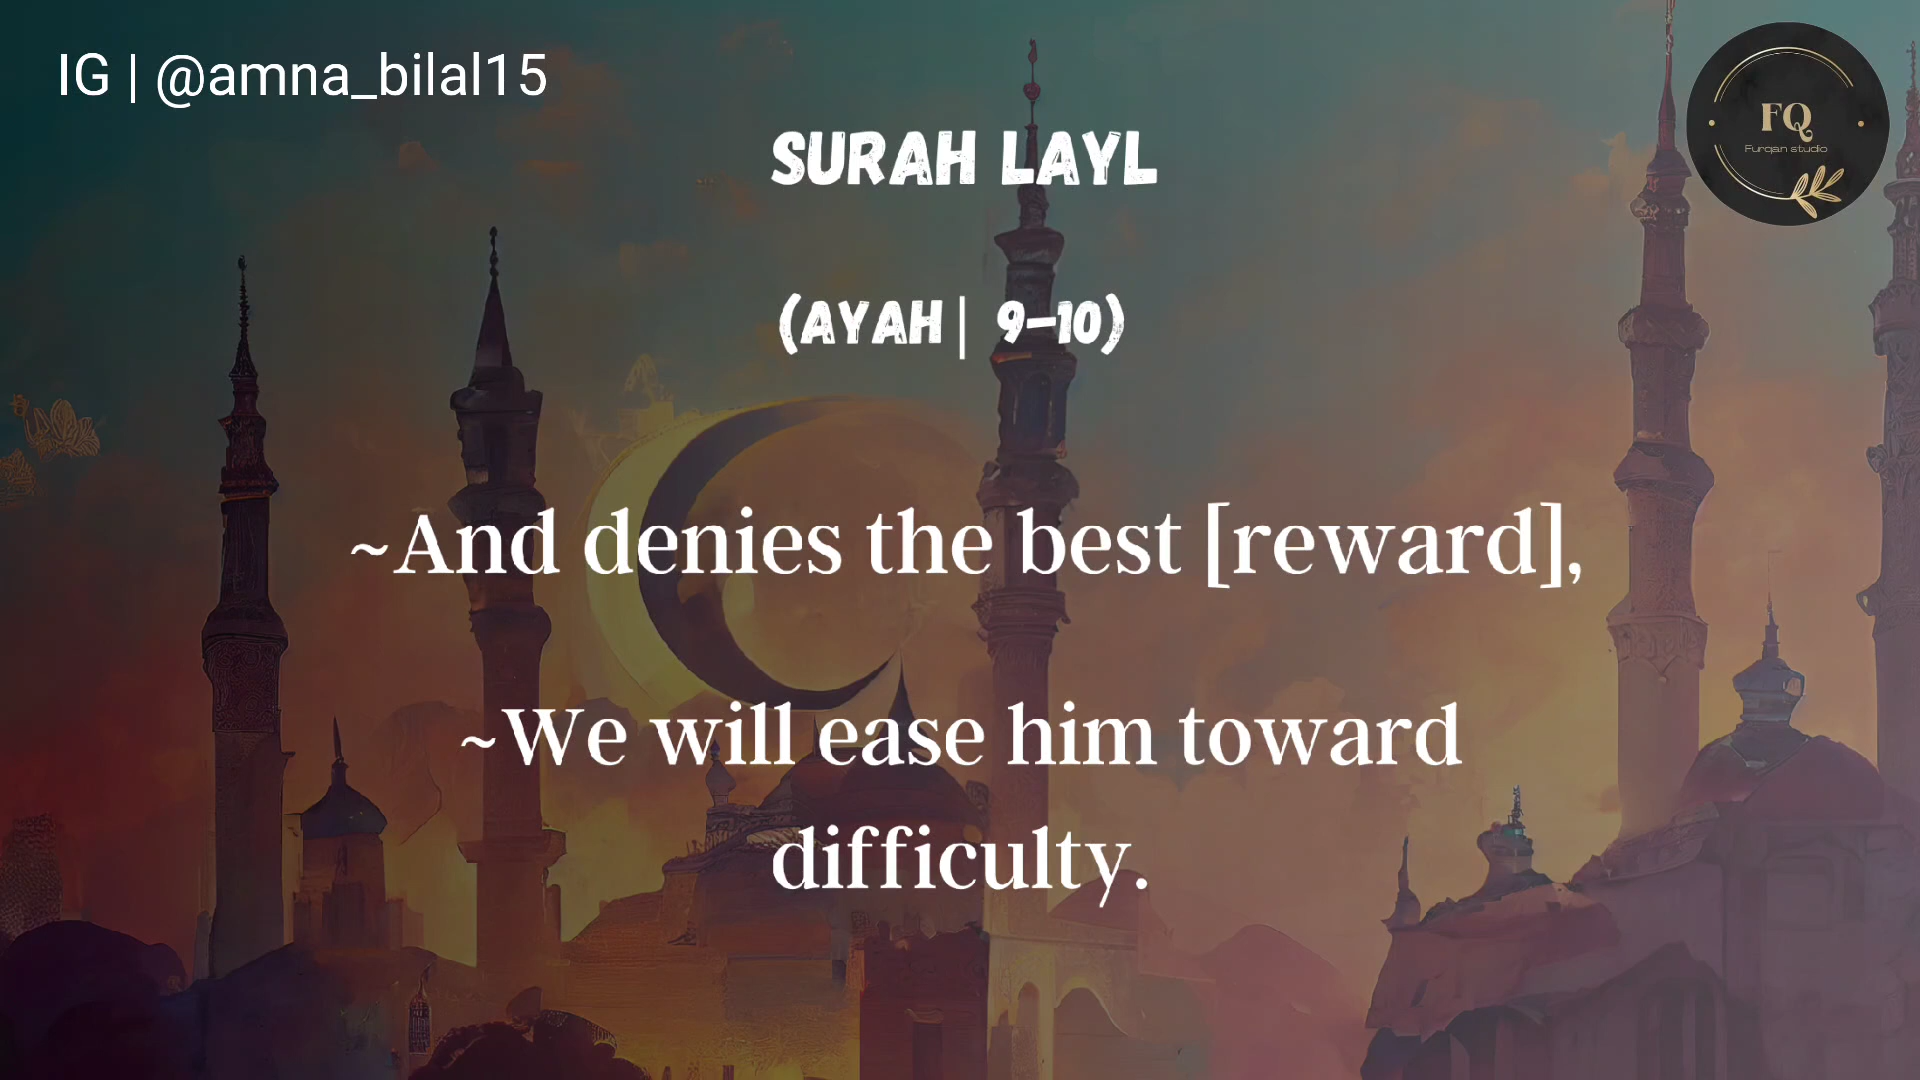 IG | @amna_bilal15
FQ
Furqan studio
SURAH LAYL
(AYAH | 9-10)
~And denies the best [reward],
~We will ease him toward
difficulty.